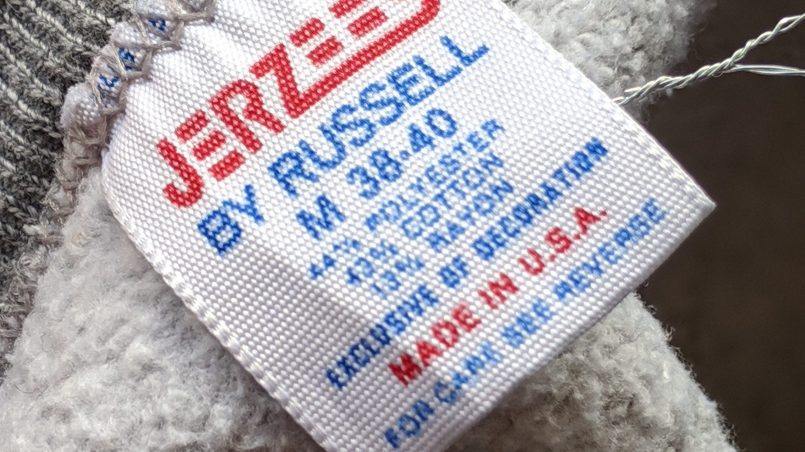 JERZEES
BY RUSSELL
M 38-40
44% POLYESTER
43% COTTON
13% RAYON
EXCLUSIVE OF DECORATION
MADE IN U.S.A.
FOR CARE SEE REVERSE